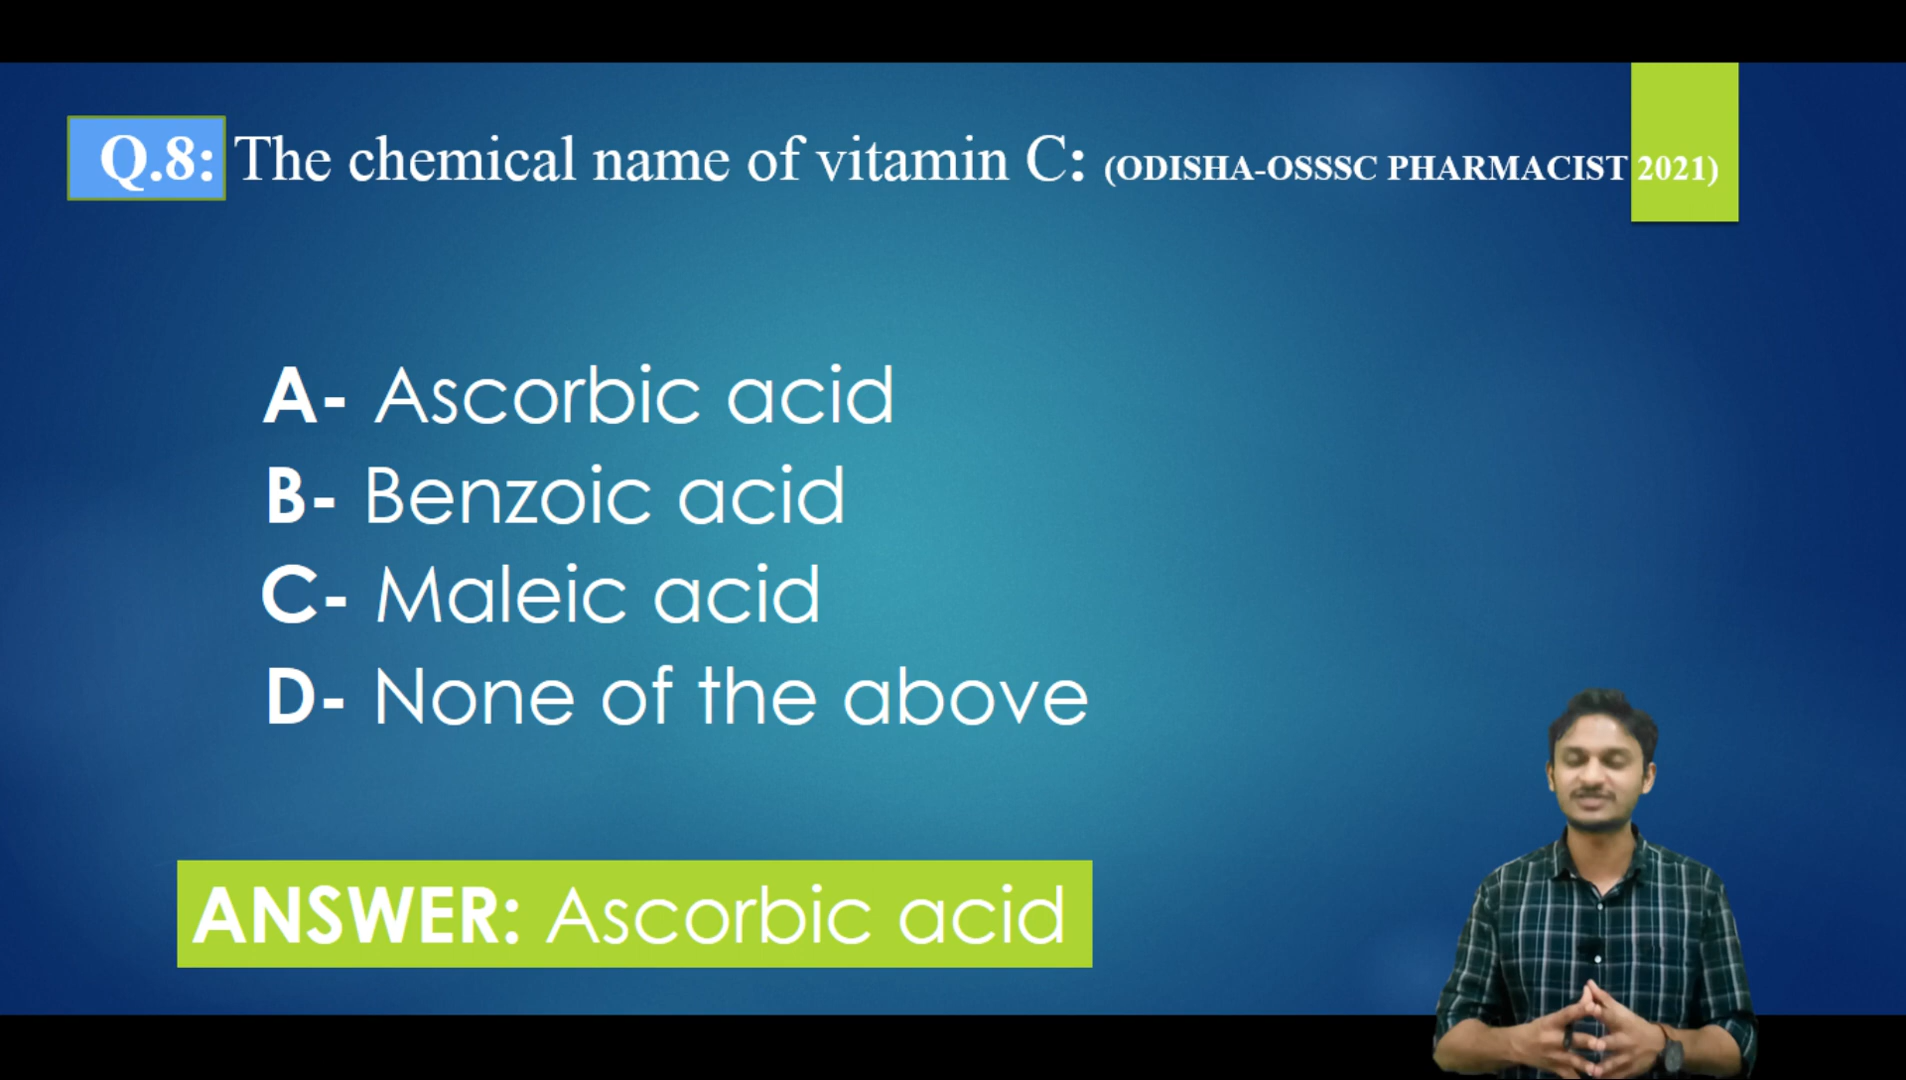 Q.8: The chemical name of vitamin C: (ODISHA-OSSSC PHARMACIST 2021)
A- Ascorbic acid
B- Benzoic acid
C- Maleic acid
D- None of the above
ANSWER: Ascorbic acid